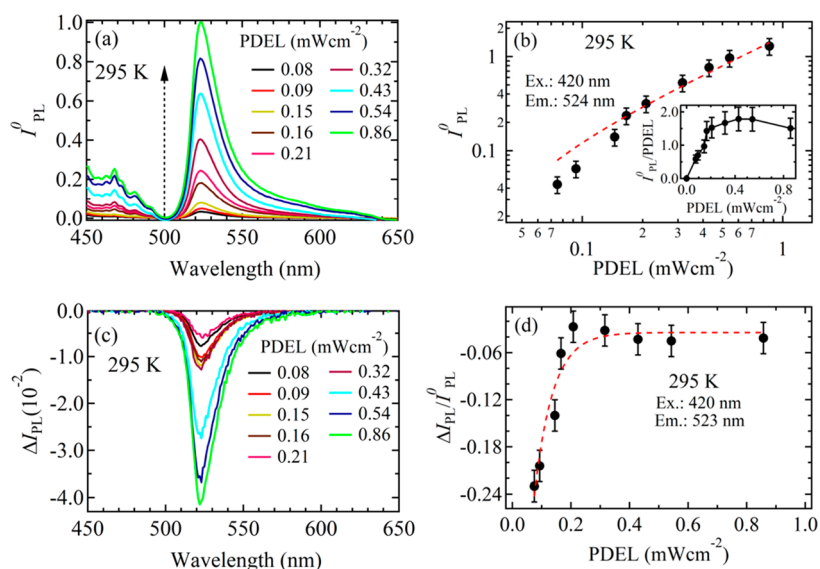 (a)
PDEL (mWcm-2)
295 K
0.08
0.32
0.09
0.43
0.15
0.54
0.16
0.86
0.21
I0PL
1.0
0.8
0.6
0.4
0.2
0.0
450 500 550 600 650
Wavelength (nm)
(b)
295 K
Ex.: 420 nm
Em.: 524 nm
I0PL
2
1
4
2
0.1
4
2
5 6 7 2 3 4 5 6 7
0.1 1
PDEL (mWcm-2)
I0PL/PDEL
2.0
1.5
1.0
0.5
0.0
0.0 0.4 0.8
PDEL (mWcm-2)
(c)
295 K
PDEL (mWcm-2)
0.08
0.32
0.09
0.43
0.15
0.54
0.16
0.86
0.21
ΔIPL(10-2)
0.0
-1.0
-2.0
-3.0
-4.0
450 500 550 600 650
Wavelength (nm)
(d)
295 K
Ex.: 420 nm
Em.: 523 nm
ΔIPL/I0PL
-0.06
-0.12
-0.18
-0.24
0.0 0.2 0.4 0.6 0.8 1.0
PDEL (mWcm-2)